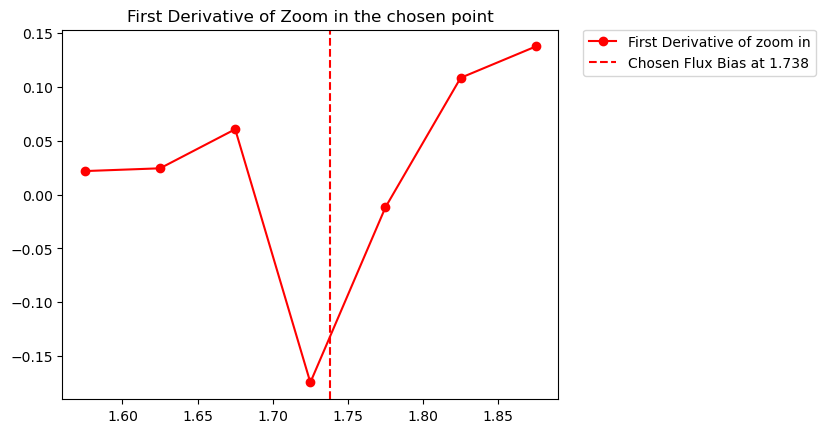 First Derivative of Zoom in the chosen point
0.15
0.10
0.05
0.00
−0.05
−0.10
−0.15
1.60 1.65 1.70 1.75 1.80 1.85
First Derivative of zoom in
Chosen Flux Bias at 1.738